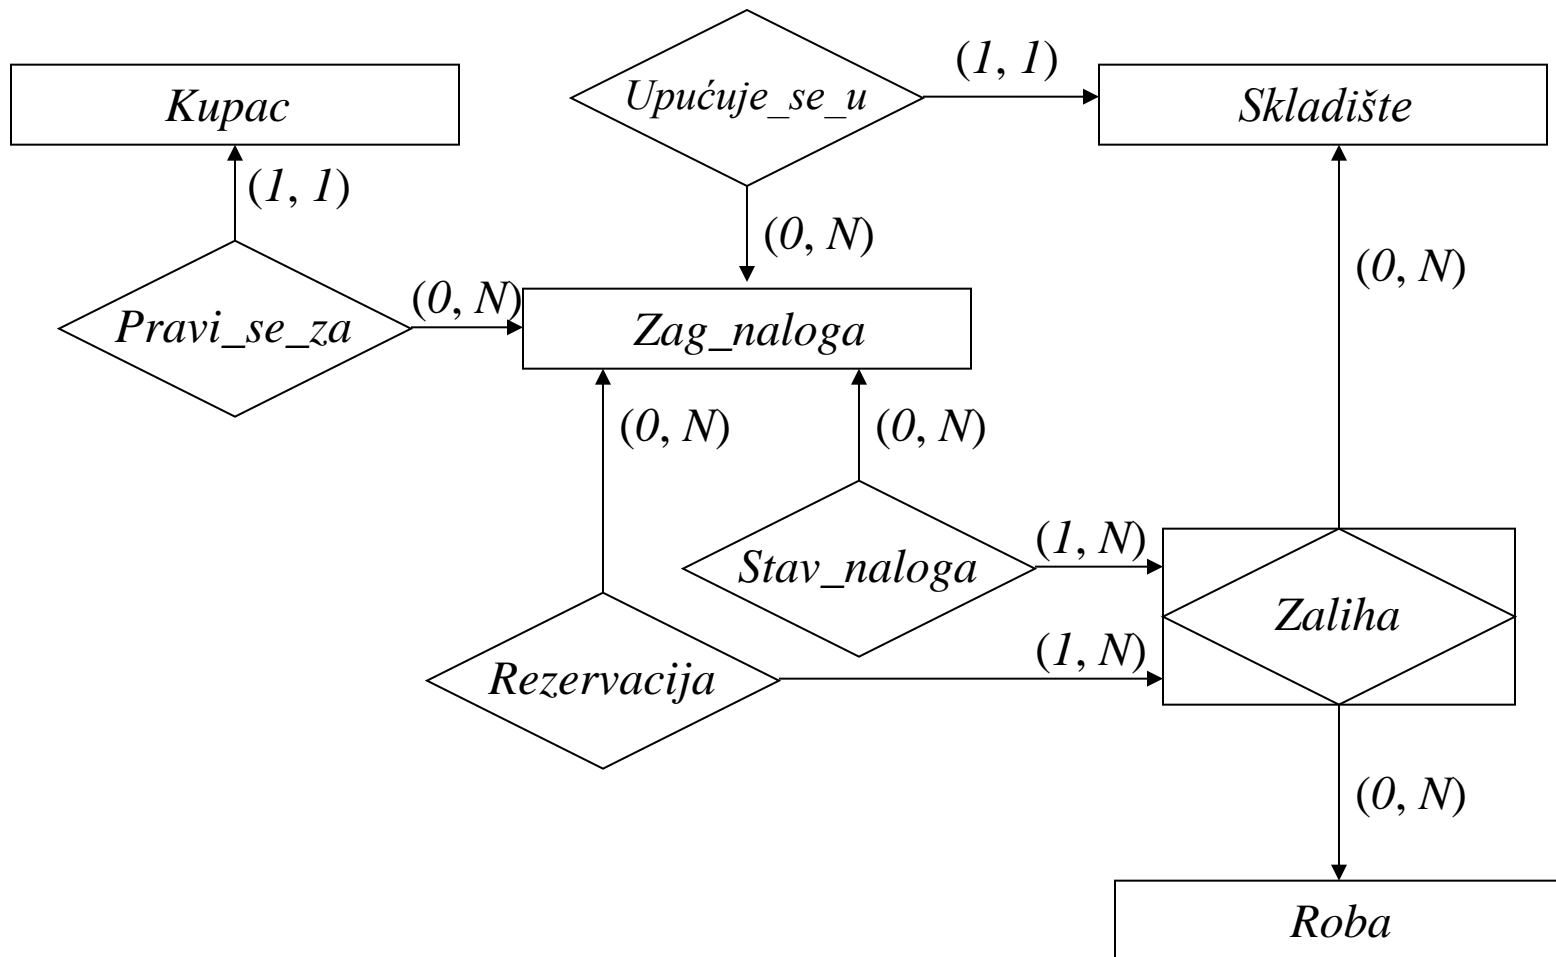 Upućuje_se_u
(1, 1)
Kupac
Skladište
(1, 1)
(0, N)
(0, N)
(0, N)
Pravi_se_za
Zag_naloga
(0, N)
(0, N)
(1, N)
Stav_naloga
Zaliha
(1, N)
Rezervacija
(0, N)
Roba